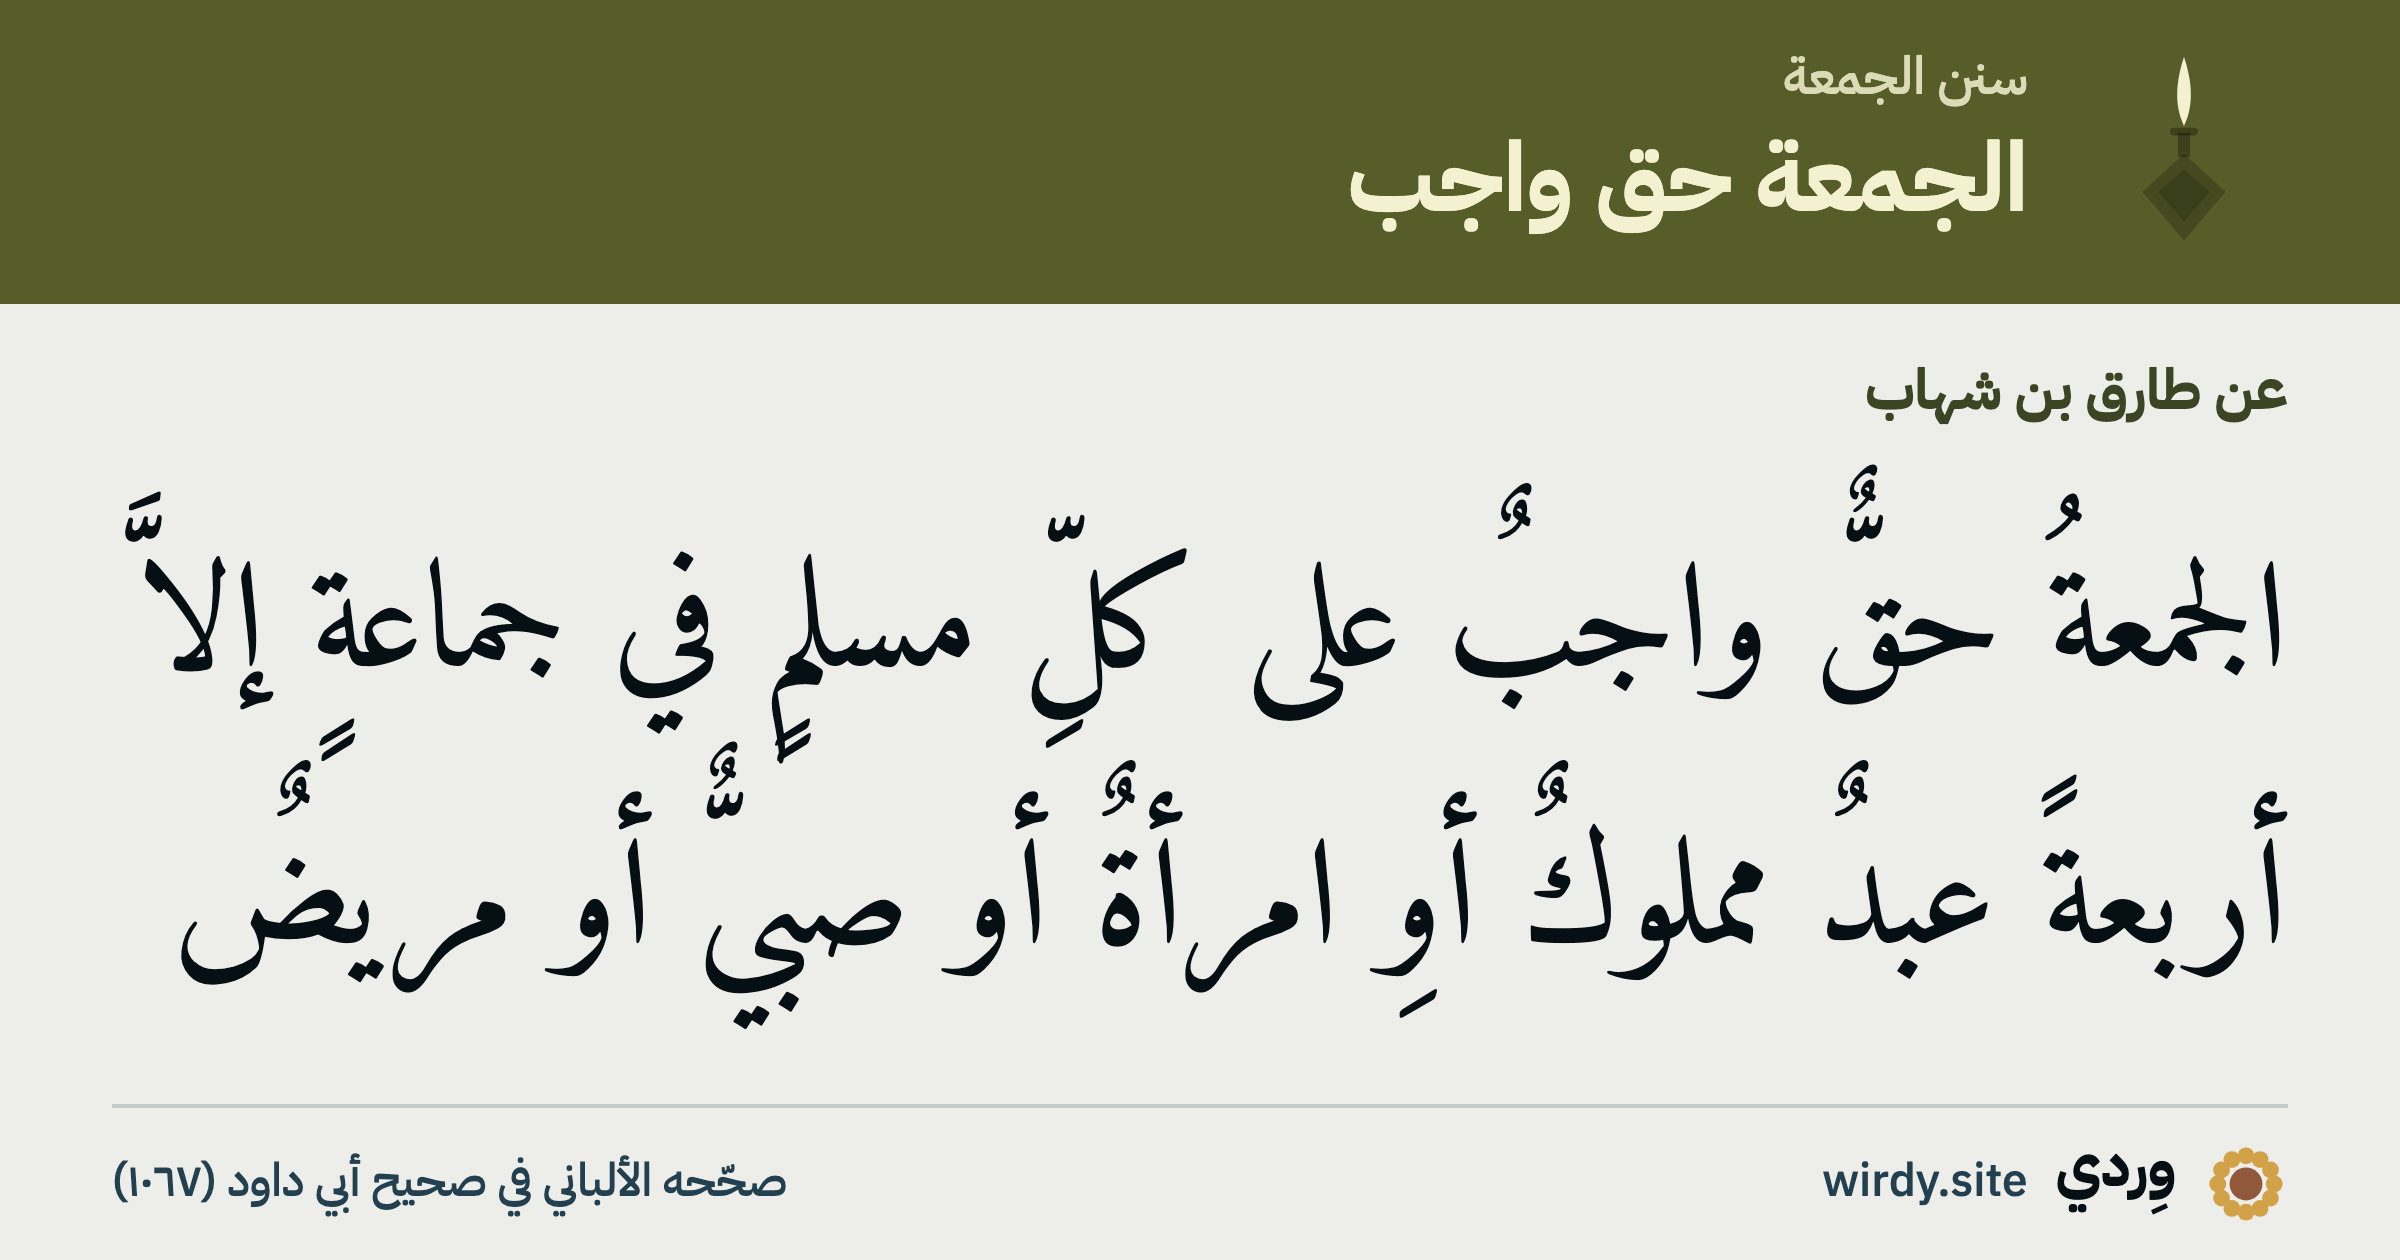 سنن الجمعة
الجمعة حق واجب
عن طارق بن شهاب
الجمعةُ حقٌّ واجبٌ على كلِّ مسلمٍ في جماعةٍ إلاَّ
أربعةً عبدٌ مملوكٌ أوِ امرأةٌ أو صبيٌّ أو مريضٌ
وِردي wirdy.site
صحّحه الألباني في صحيح أبي داود (١٠٦٧)